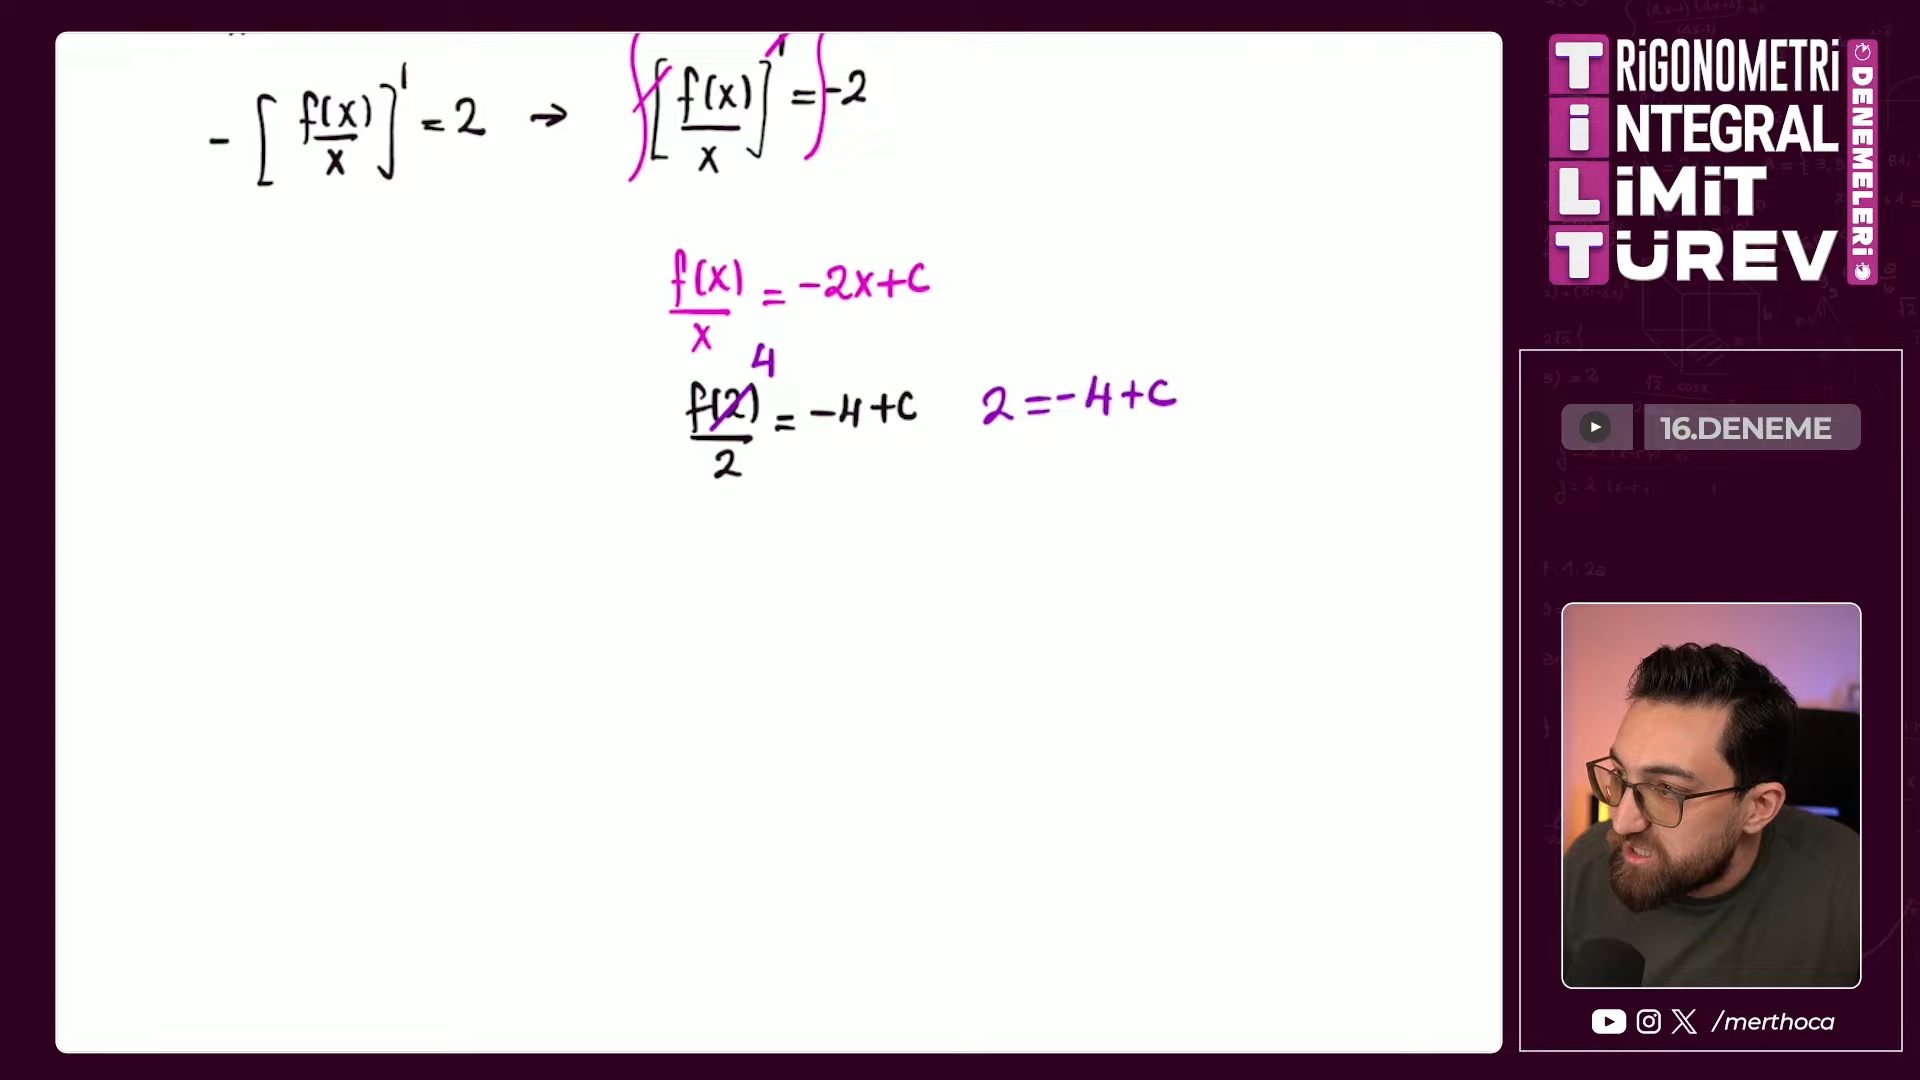 - [f(x)/x]' = 2 → [f(x)/x]' = -2
f(x)/x = -2x+c
4
f(2)/2 = -4+c 2=-4+c
TRİGONOMETRİ
İNTEGRAL
LİMİT
TÜREV
DENEMELERİ
16.DENEME
/merthoca